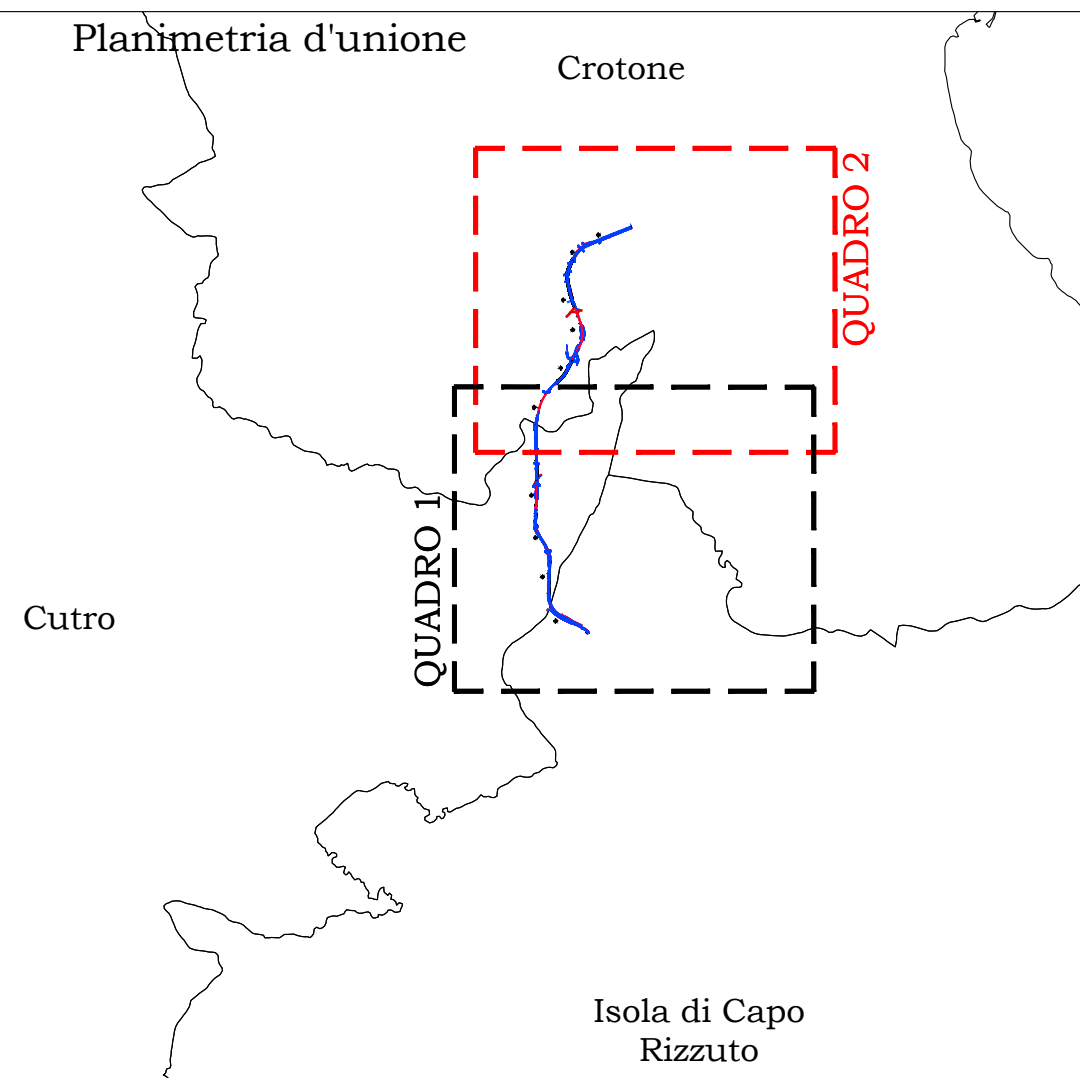 Planimetria d'unione
Crotone
QUADRO 2
QUADRO 1
Cutro
Isola di Capo
Rizzuto